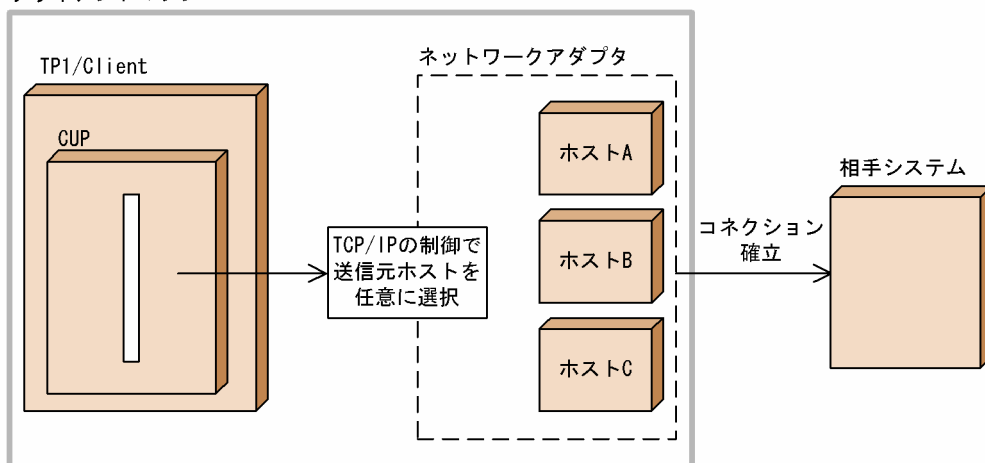 TP1/Client
CUP
TCP/IPの制御で
送信元ホストを
任意に選択
ネットワークアダプタ
ホストA
ホストB
ホストC
コネクション
確立
相手システム